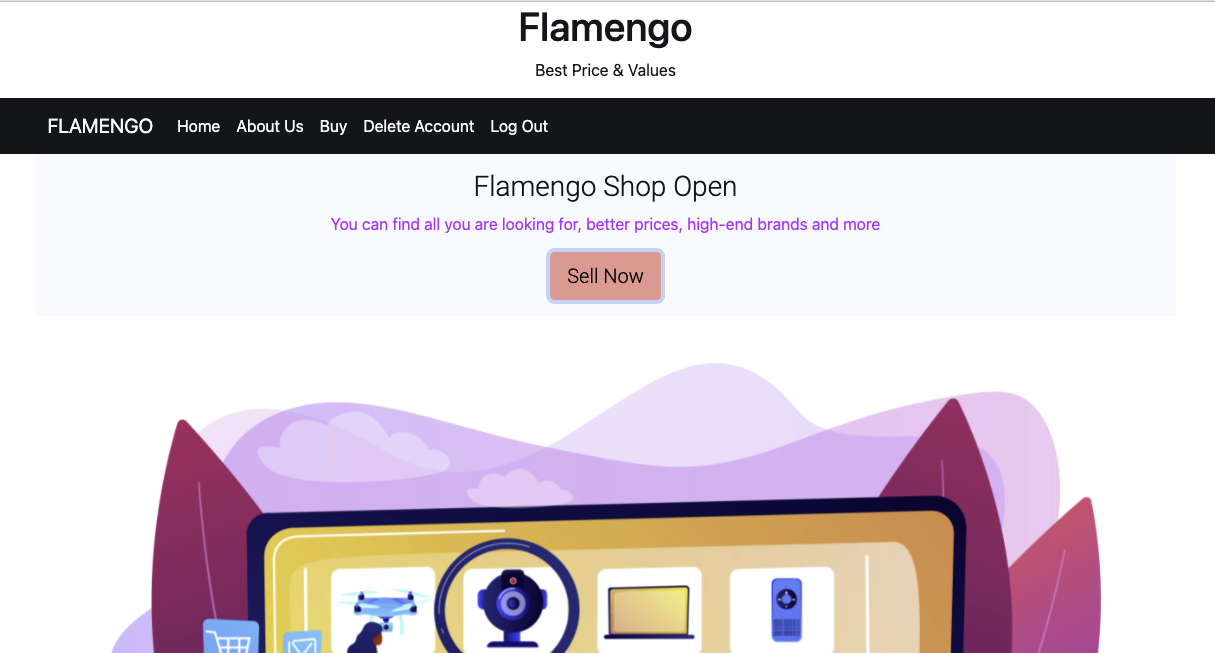 Flamengo
Best Price & Values
FLAMENGO Home About Us Buy Delete Account Log Out
Flamengo Shop Open
You can find all you are looking for, better prices, high-end brands and more
Sell Now